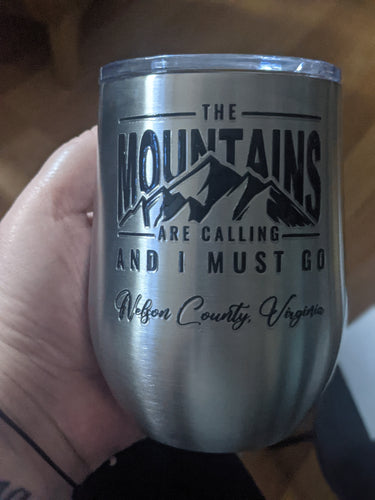 THE
MOUNTAINS
ARE CALLING
AND I MUST GO
Nelson County, Virginia